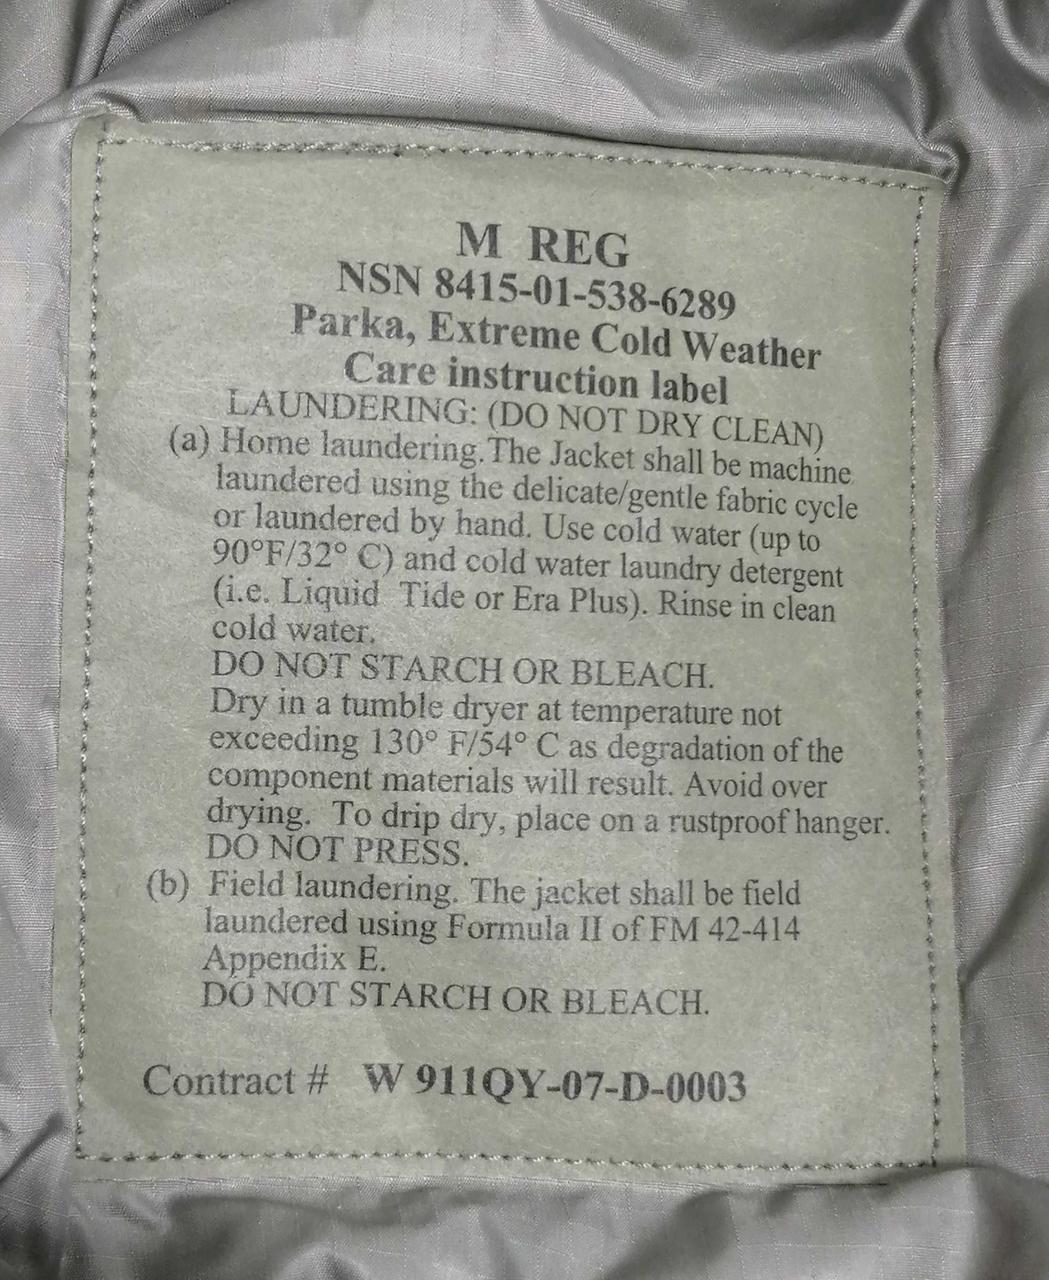 M REG
NSN 8415-01-538-6289
Parka, Extreme Cold Weather
Care instruction label
LAUNDERING: (DO NOT DRY CLEAN)
(a) Home laundering. The Jacket shall be machine
laundered using the delicate/gentle fabric cycle
or laundered by hand. Use cold water (up to
90°F/32° C) and cold water laundry detergent
(i.e. Liquid Tide or Era Plus). Rinse in clean
cold water.
DO NOT STARCH OR BLEACH.
Dry in a tumble dryer at temperature not
exceeding 130° F/54° C as degradation of the
component materials will result. Avoid over
drying. To drip dry, place on a rustproof hanger.
DO NOT PRESS.
(b) Field laundering. The jacket shall be field
laundered using Formula II of FM 42-414
Appendix E.
DO NOT STARCH OR BLEACH.
Contract # W 911QY-07-D-0003